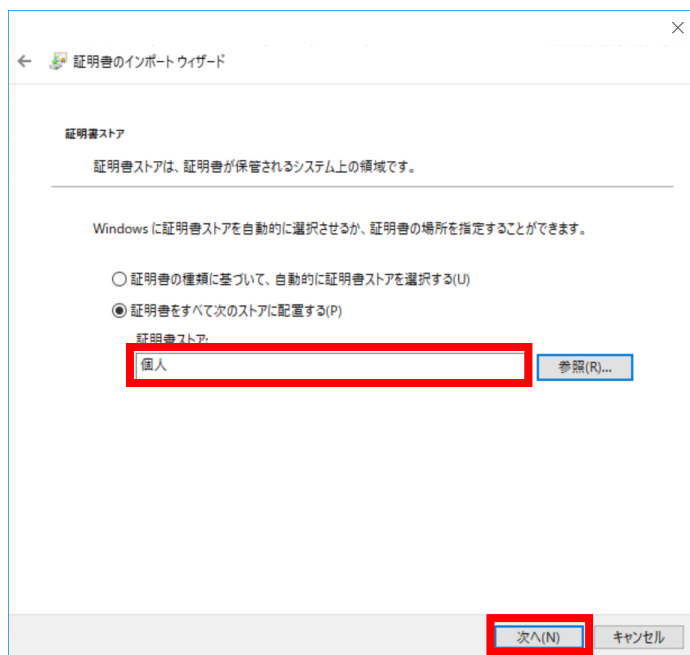 証明書のインポート ウィザード
証明書ストア
証明書ストアは、証明書が保管されるシステム上の領域です。
Windows に証明書ストアを自動的に選択させるか、証明書の場所を指定することができます。
証明書の種類に基づいて、自動的に証明書ストアを選択する(U)
証明書をすべて次のストアに配置する(P)
証明書ストア:
個人
参照(R)...
次へ(N)
キャンセル